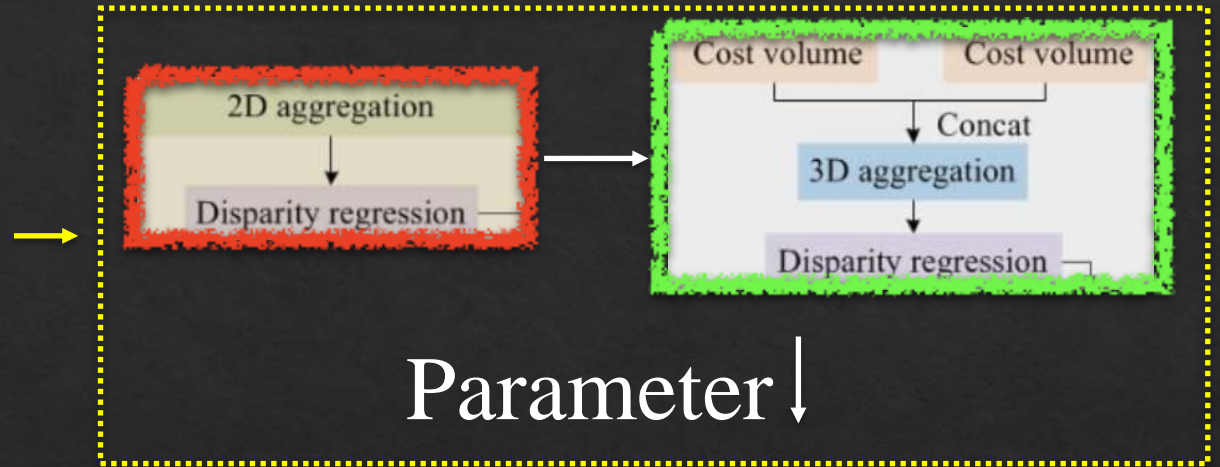 2D aggregation
Disparity regression
Cost volume Cost volume
Concat
3D aggregation
Disparity regression
Parameter↓